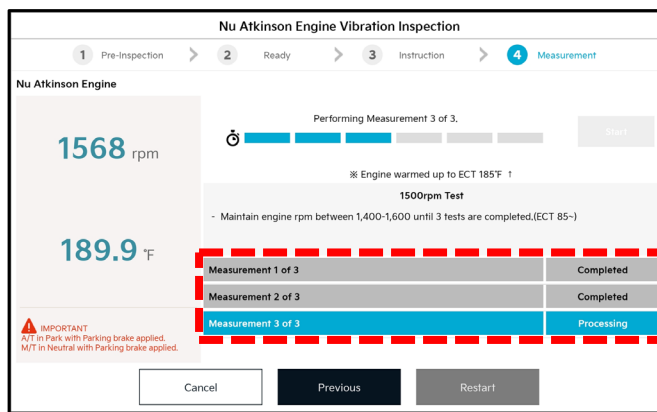 Nu Atkinson Engine Vibration Inspection
1 Pre-Inspection > 2 Ready > 3 Instruction > 4 Measurement
Nu Atkinson Engine
Performing Measurement 3 of 3.
Start
1568 rpm
※ Engine warmed up to ECT 185℉ ↑
1500rpm Test
- Maintain engine rpm between 1,400-1,600 until 3 tests are completed.(ECT 85~)
189.9 ℉
Measurement 1 of 3 Completed
Measurement 2 of 3 Completed
Measurement 3 of 3 Processing
IMPORTANT
A/T in Park with Parking brake applied.
M/T in Neutral with Parking brake applied.
Cancel Previous Restart